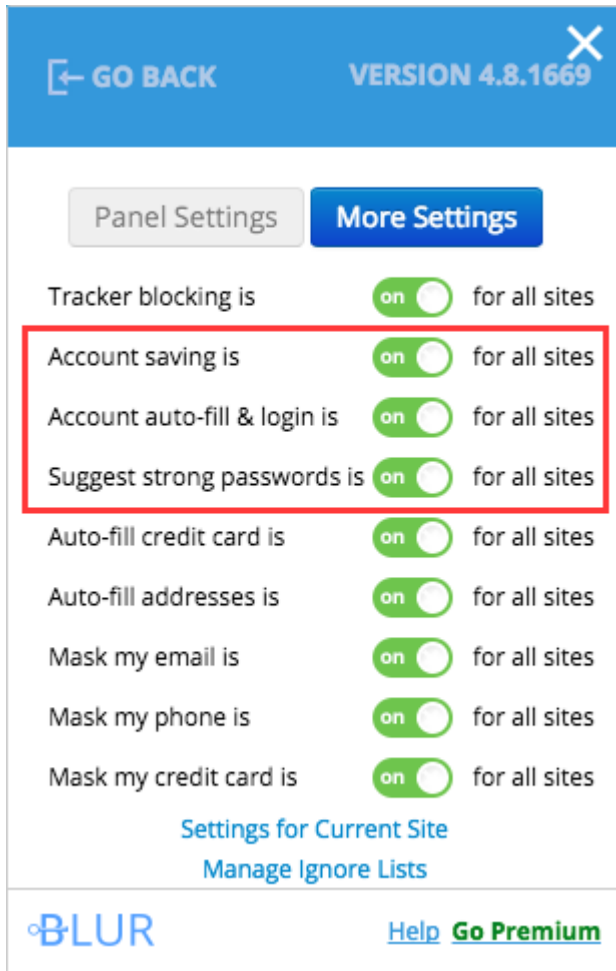 GO BACK VERSION 4.8.1669
Panel Settings More Settings
Tracker blocking is on for all sites
Account saving is on for all sites
Account auto-fill & login is on for all sites
Suggest strong passwords is on for all sites
Auto-fill credit card is on for all sites
Auto-fill addresses is on for all sites
Mask my email is on for all sites
Mask my phone is on for all sites
Mask my credit card is on for all sites
Settings for Current Site
Manage Ignore Lists
BLUR Help Go Premium